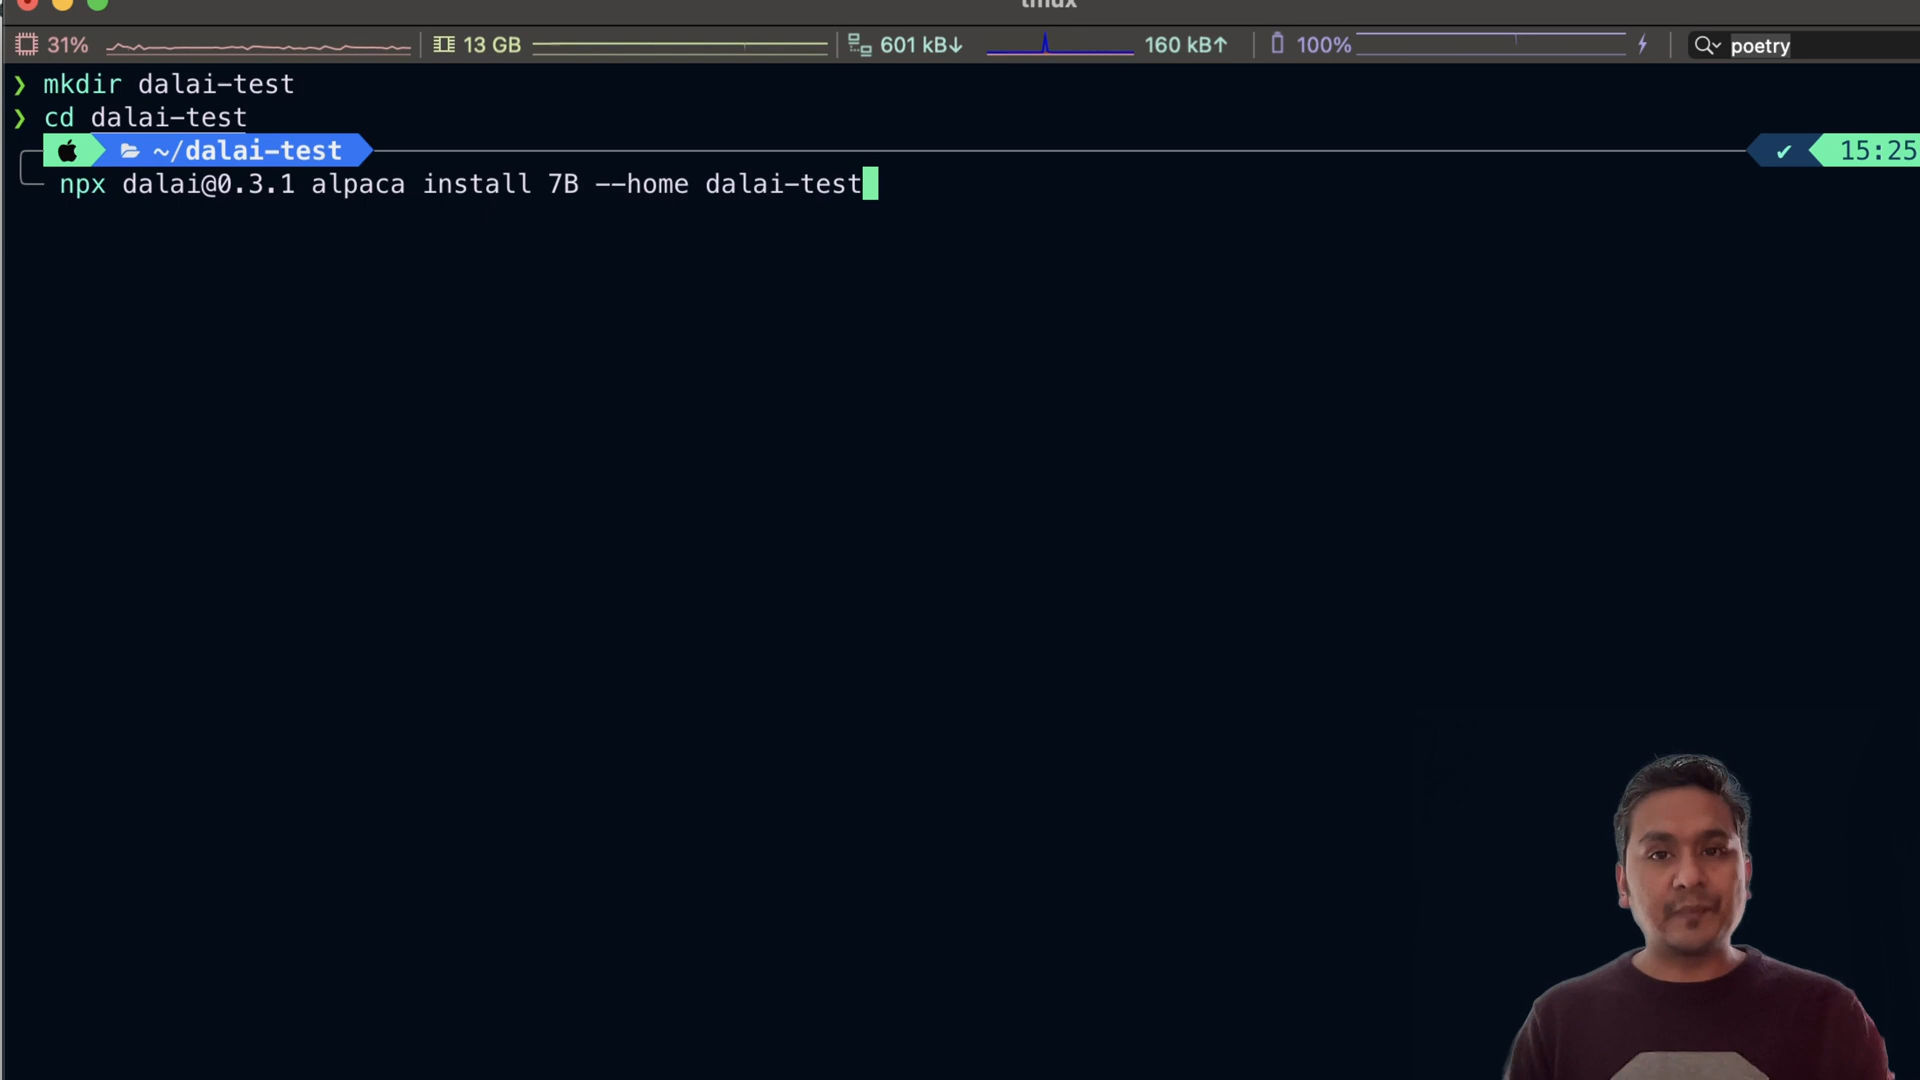 tmux
31% 13 GB 601 kB↓ 160 kB↑ 100% poetry
❯ mkdir dalai-test
❯ cd dalai-test
~/dalai-test ✔ 15:25
npx dalai@0.3.1 alpaca install 7B --home dalai-test